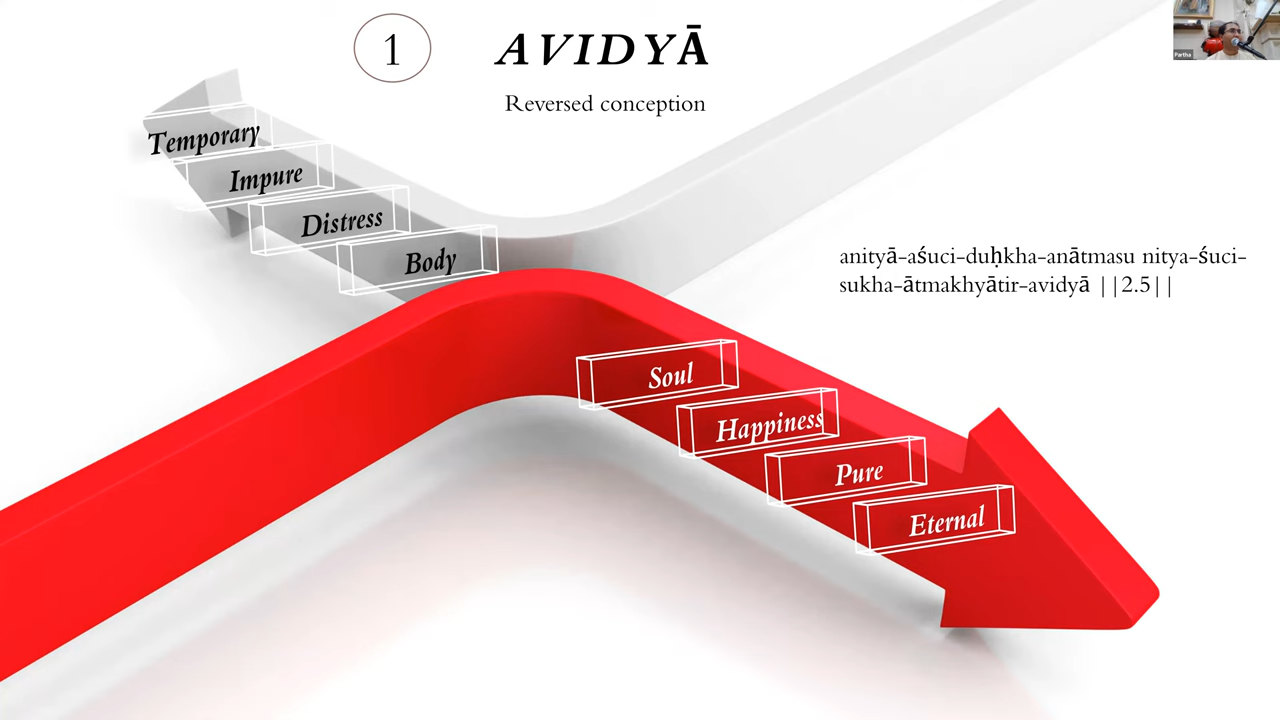 1
AVIDYĀ
Reversed conception
Temporary
Impure
Distress
Body
anityā-aśuci-duḥkha-anātmasu nitya-śuci-
sukha-ātmakhyātir-avidyā ||2.5||
Soul
Happiness
Pure
Eternal
Partha